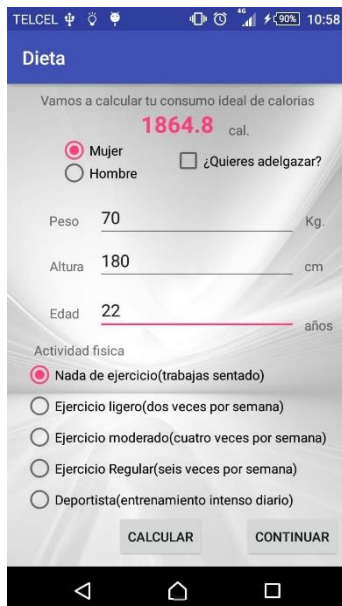 TELCEL 4G 90% 10:58
Dieta
Vamos a calcular tu consumo ideal de calorias
1864.8 cal.
Mujer
Hombre
¿Quieres adelgazar?
Peso 70 Kg.
Altura 180 cm
Edad 22 años
Actividad fisica
Nada de ejercicio(trabajas sentado)
Ejercicio ligero(dos veces por semana)
Ejercicio moderado(cuatro veces por semana)
Ejercicio Regular(seis veces por semana)
Deportista(entrenamiento intenso diario)
CALCULAR CONTINUAR